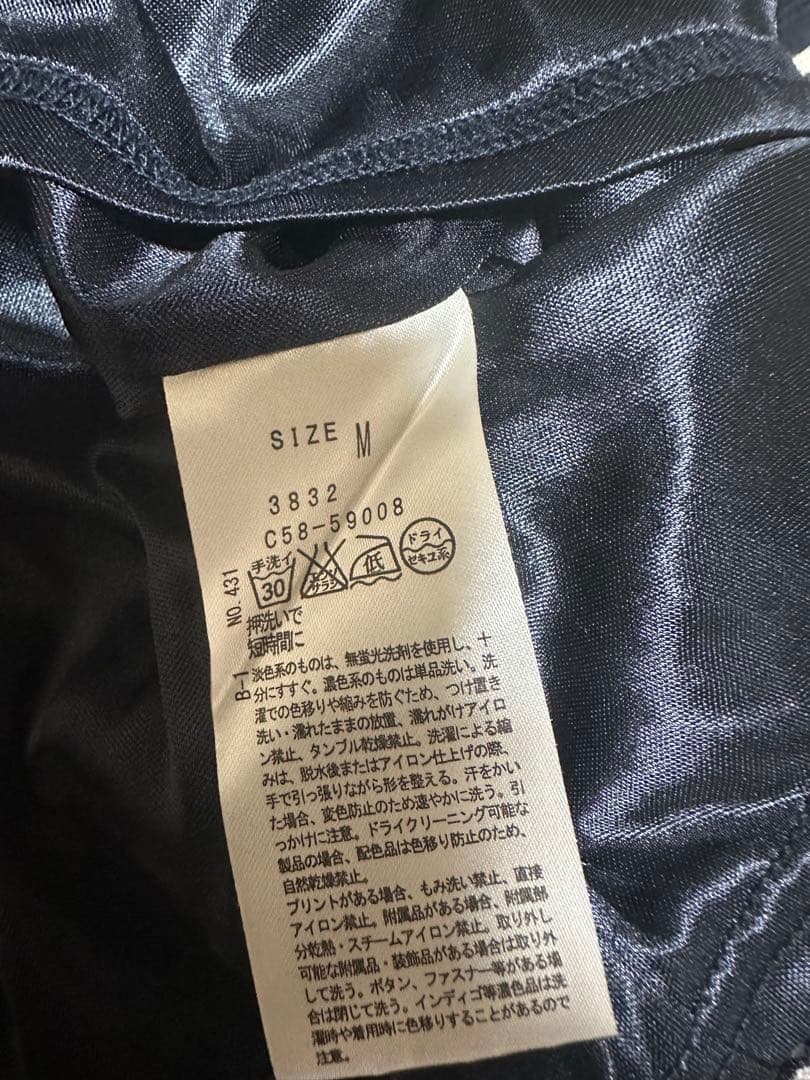 SIZE M
3832
C58-59008
手洗イ
30
エンソ
サラシ
低
ドライ
セキユ系
NO. 431
押洗いで
短時間に
B-1
淡色系のものは、無蛍光洗剤を使用し、十
分にすすぐ。濃色系のものは単品洗い。洗
濯での色移りや縮みを防ぐため、つけ置き
洗い・濡れたままの放置、濡れがけアイロ
ン禁止、タンブル乾燥禁止。洗濯による縮
みは、脱水後またはアイロン仕上げの際、
手で引っ張りながら形を整える。汗をかい
た場合、変色防止のため速やかに洗う。引
っかけに注意。ドライクリーニング可能な
製品の場合、配色品は色移り防止のため、
自然乾燥禁止。
プリントがある場合、もみ洗い禁止、直接
アイロン禁止。附属品がある場合、附属部
分乾熱・スチームアイロン禁止。取り外し
可能な附属品・装飾品がある場合は取り外
して洗う。ボタン、ファスナー等がある場
合は閉じて洗う。インディゴ等濃色品は洗
濯時や着用時に色移りすることがあるので
注意。